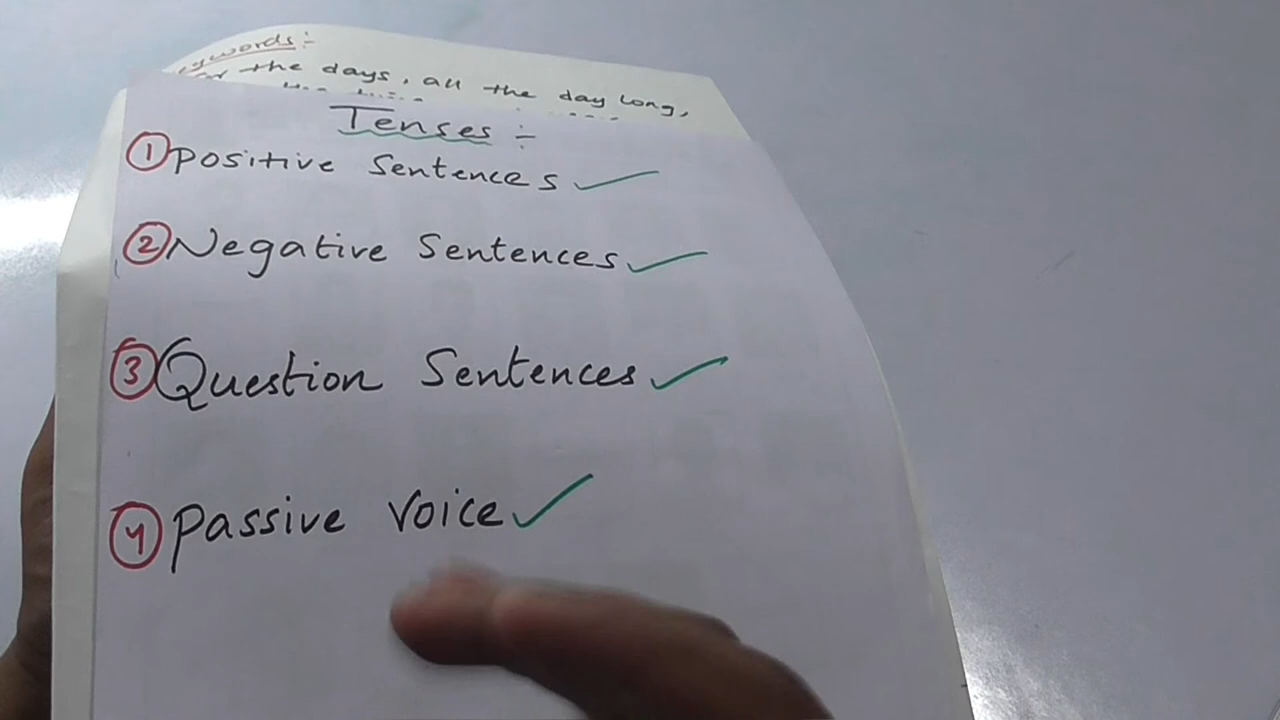 the days, all the day long,
Tenses :-
① Positive Sentences
② Negative Sentences
③ Question Sentences
④ Passive Voice